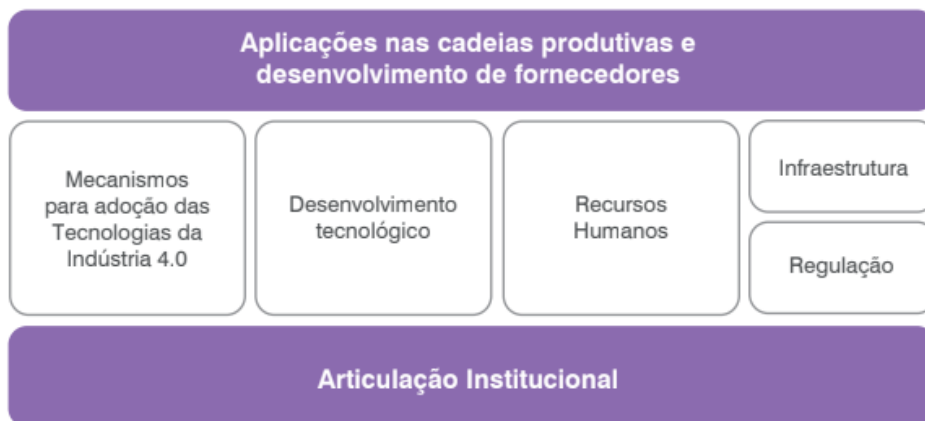 Aplicações nas cadeias produtivas e
desenvolvimento de fornecedores
Mecanismos
para adoção das
Tecnologias da
Indústria 4.0
Desenvolvimento
tecnológico
Recursos
Humanos
Infraestrutura
Regulação
Articulação Institucional